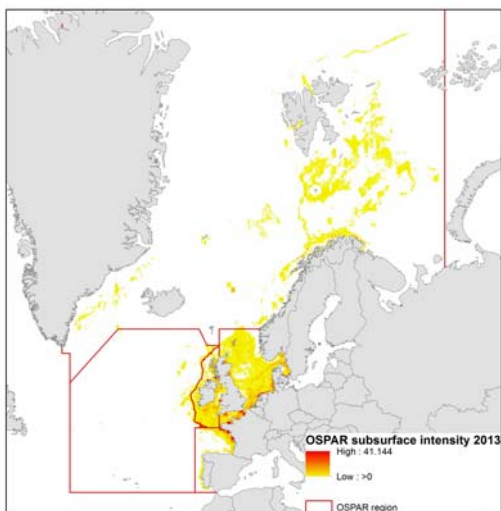 OSPAR subsurface intensity 2013
High : 41.144
Low : >0
OSPAR region